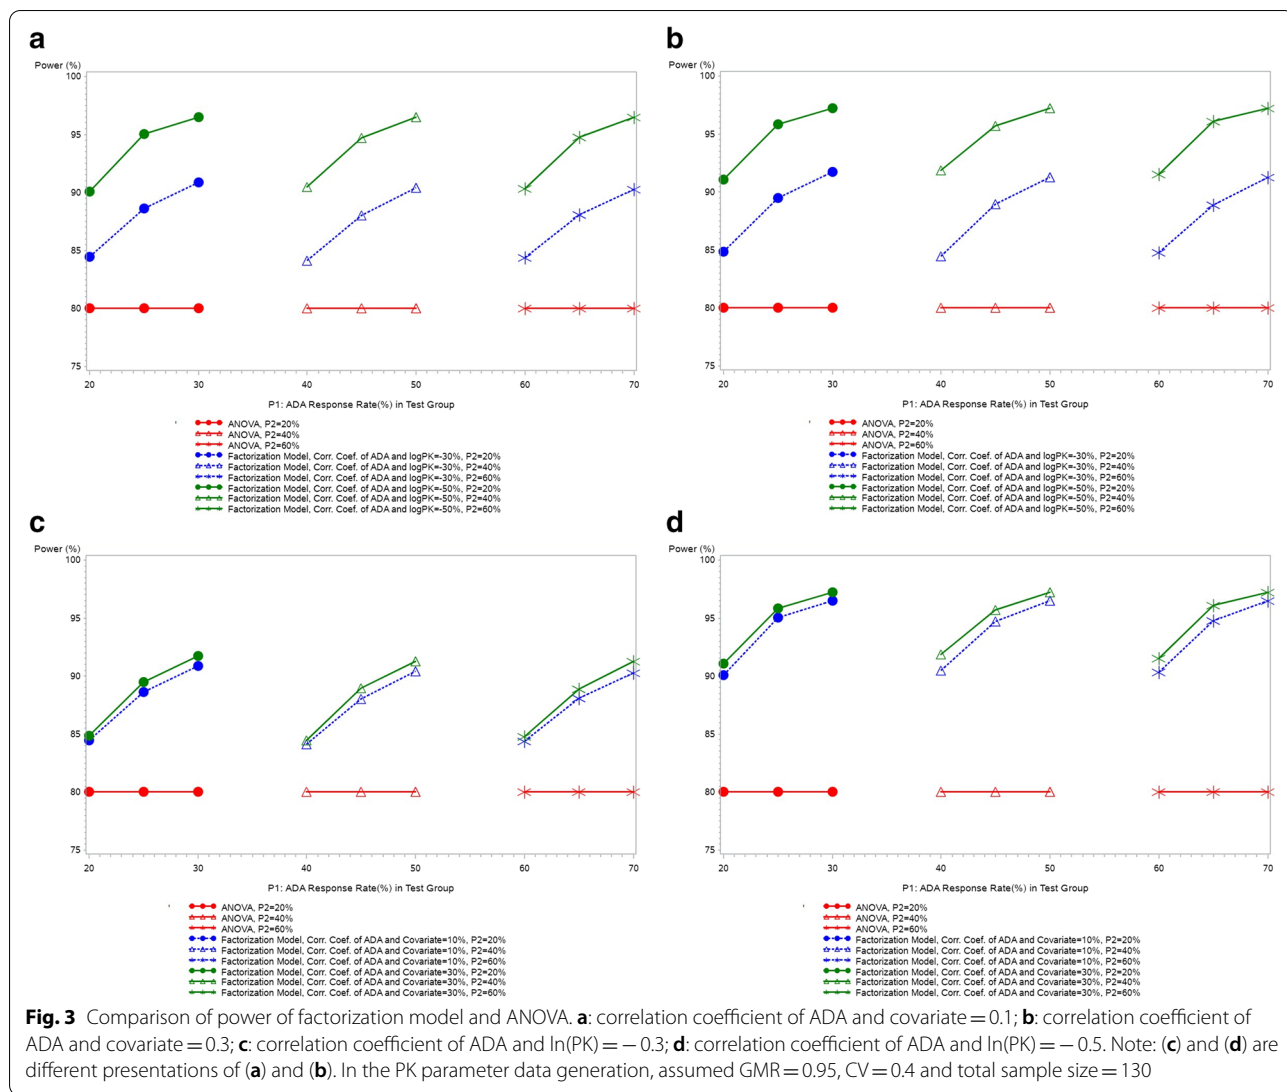 a
Power (%)
100
95
90
85
80
75
20 30 40 50 60 70
P1: ADA Response Rate(%) in Test Group
ANOVA, P2=20%
ANOVA, P2=40%
ANOVA, P2=60%
Factorization Model, Corr. Coef. of ADA and logPK=-30%, P2=20%
Factorization Model, Corr. Coef. of ADA and logPK=-30%, P2=40%
Factorization Model, Corr. Coef. of ADA and logPK=-30%, P2=60%
Factorization Model, Corr. Coef. of ADA and logPK=-50%, P2=20%
Factorization Model, Corr. Coef. of ADA and logPK=-50%, P2=40%
Factorization Model, Corr. Coef. of ADA and logPK=-50%, P2=60%
b
Power (%)
100
95
90
85
80
75
20 30 40 50 60 70
P1: ADA Response Rate(%) in Test Group
ANOVA, P2=20%
ANOVA, P2=40%
ANOVA, P2=60%
Factorization Model, Corr. Coef. of ADA and logPK=-30%, P2=20%
Factorization Model, Corr. Coef. of ADA and logPK=-30%, P2=40%
Factorization Model, Corr. Coef. of ADA and logPK=-30%, P2=60%
Factorization Model, Corr. Coef. of ADA and logPK=-50%, P2=20%
Factorization Model, Corr. Coef. of ADA and logPK=-50%, P2=40%
Factorization Model, Corr. Coef. of ADA and logPK=-50%, P2=60%
c
Power (%)
100
95
90
85
80
75
20 30 40 50 60 70
P1: ADA Response Rate(%) in Test Group
ANOVA, P2=20%
ANOVA, P2=40%
ANOVA, P2=60%
Factorization Model, Corr. Coef. of ADA and Covariate=10%, P2=20%
Factorization Model, Corr. Coef. of ADA and Covariate=10%, P2=40%
Factorization Model, Corr. Coef. of ADA and Covariate=10%, P2=60%
Factorization Model, Corr. Coef. of ADA and Covariate=30%, P2=20%
Factorization Model, Corr. Coef. of ADA and Covariate=30%, P2=40%
Factorization Model, Corr. Coef. of ADA and Covariate=30%, P2=60%
d
Power (%)
100
95
90
85
80
75
20 30 40 50 60 70
P1: ADA Response Rate(%) in Test Group
ANOVA, P2=20%
ANOVA, P2=40%
ANOVA, P2=60%
Factorization Model, Corr. Coef. of ADA and Covariate=10%, P2=20%
Factorization Model, Corr. Coef. of ADA and Covariate=10%, P2=40%
Factorization Model, Corr. Coef. of ADA and Covariate=10%, P2=60%
Factorization Model, Corr. Coef. of ADA and Covariate=30%, P2=20%
Factorization Model, Corr. Coef. of ADA and Covariate=30%, P2=40%
Factorization Model, Corr. Coef. of ADA and Covariate=30%, P2=60%
Fig. 3 Comparison of power of factorization model and ANOVA. a: correlation coefficient of ADA and covariate = 0.1; b: correlation coefficient of
ADA and covariate = 0.3; c: correlation coefficient of ADA and ln(PK) = − 0.3; d: correlation coefficient of ADA and ln(PK) = − 0.5. Note: (c) and (d) are
different presentations of (a) and (b). In the PK parameter data generation, assumed GMR = 0.95, CV = 0.4 and total sample size = 130